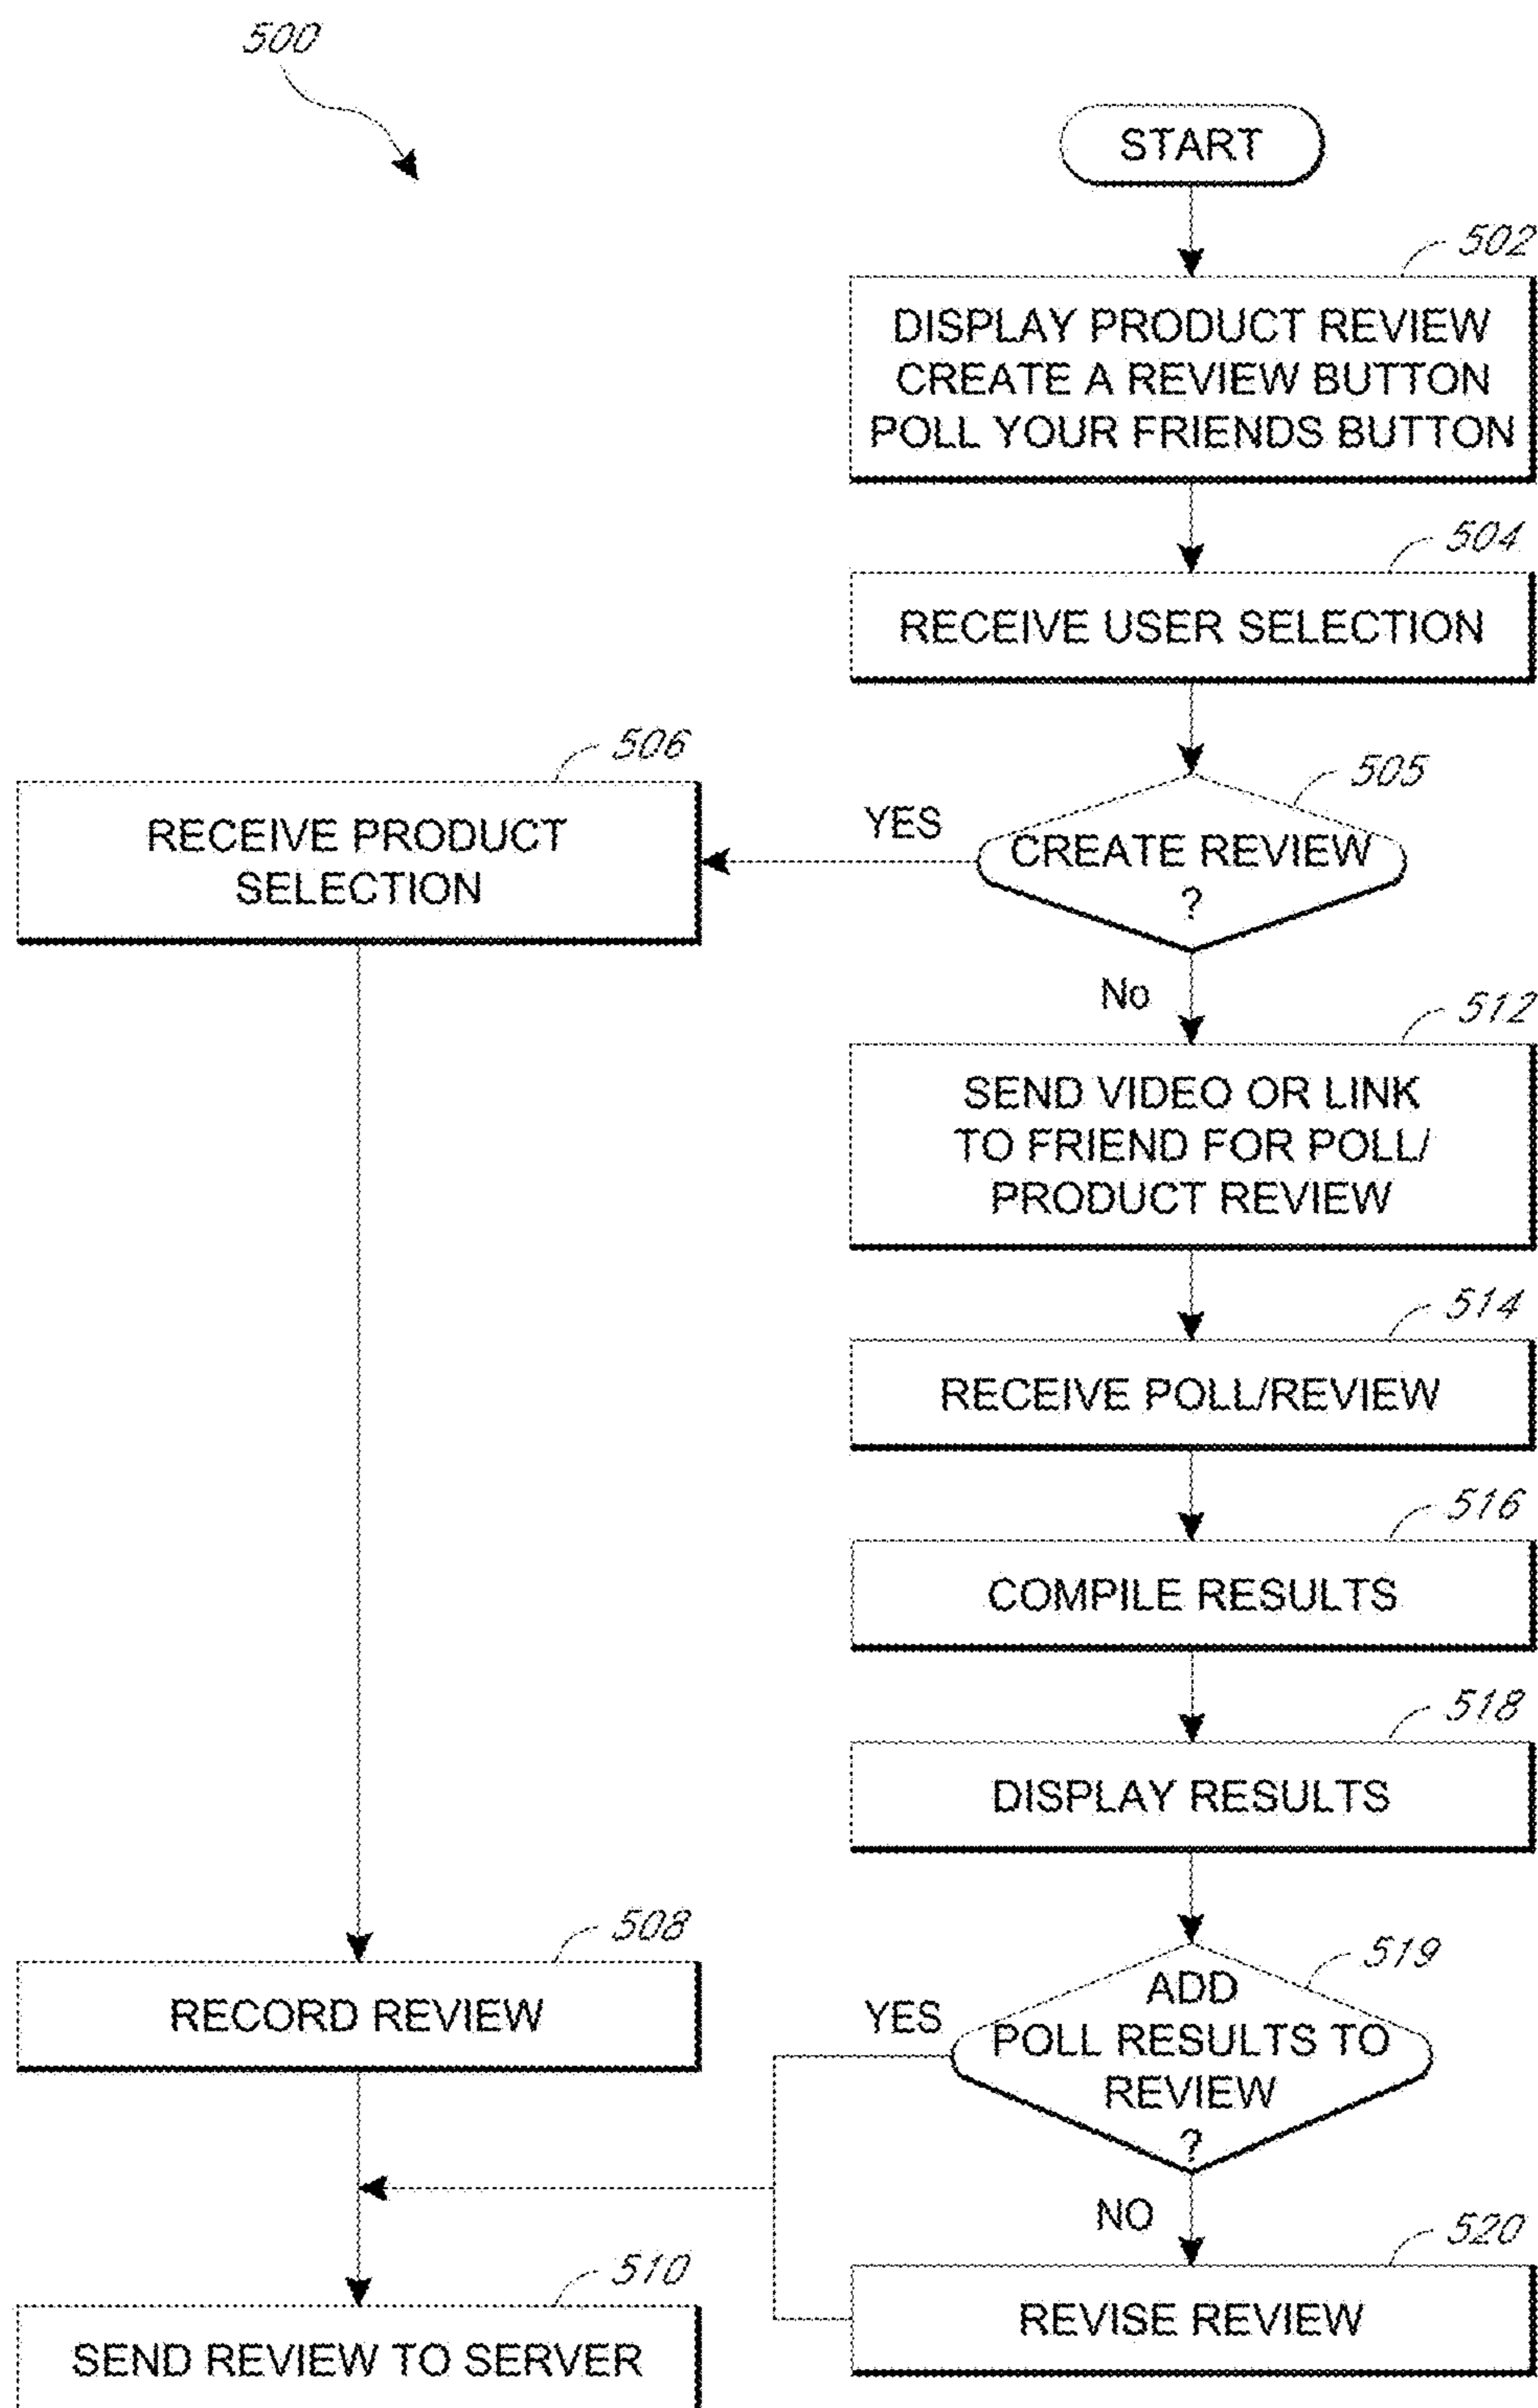 500
START
502
DISPLAY PRODUCT REVIEW
CREATE A REVIEW BUTTON
POLL YOUR FRIENDS BUTTON
504
RECEIVE USER SELECTION
505
CREATE REVIEW
?
YES
506
RECEIVE PRODUCT
SELECTION
No
512
SEND VIDEO OR LINK
TO FRIEND FOR POLL/
PRODUCT REVIEW
514
RECEIVE POLL/REVIEW
516
COMPILE RESULTS
518
DISPLAY RESULTS
508
RECORD REVIEW
519
ADD
POLL RESULTS TO
REVIEW
?
YES
NO
520
REVISE REVIEW
510
SEND REVIEW TO SERVER